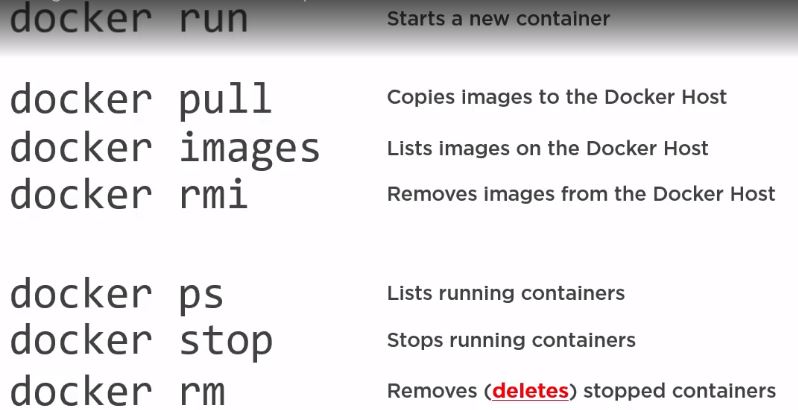 docker run Starts a new container
docker pull Copies images to the Docker Host
docker images Lists images on the Docker Host
docker rmi Removes images from the Docker Host
docker ps Lists running containers
docker stop Stops running containers
docker rm Removes (deletes) stopped containers